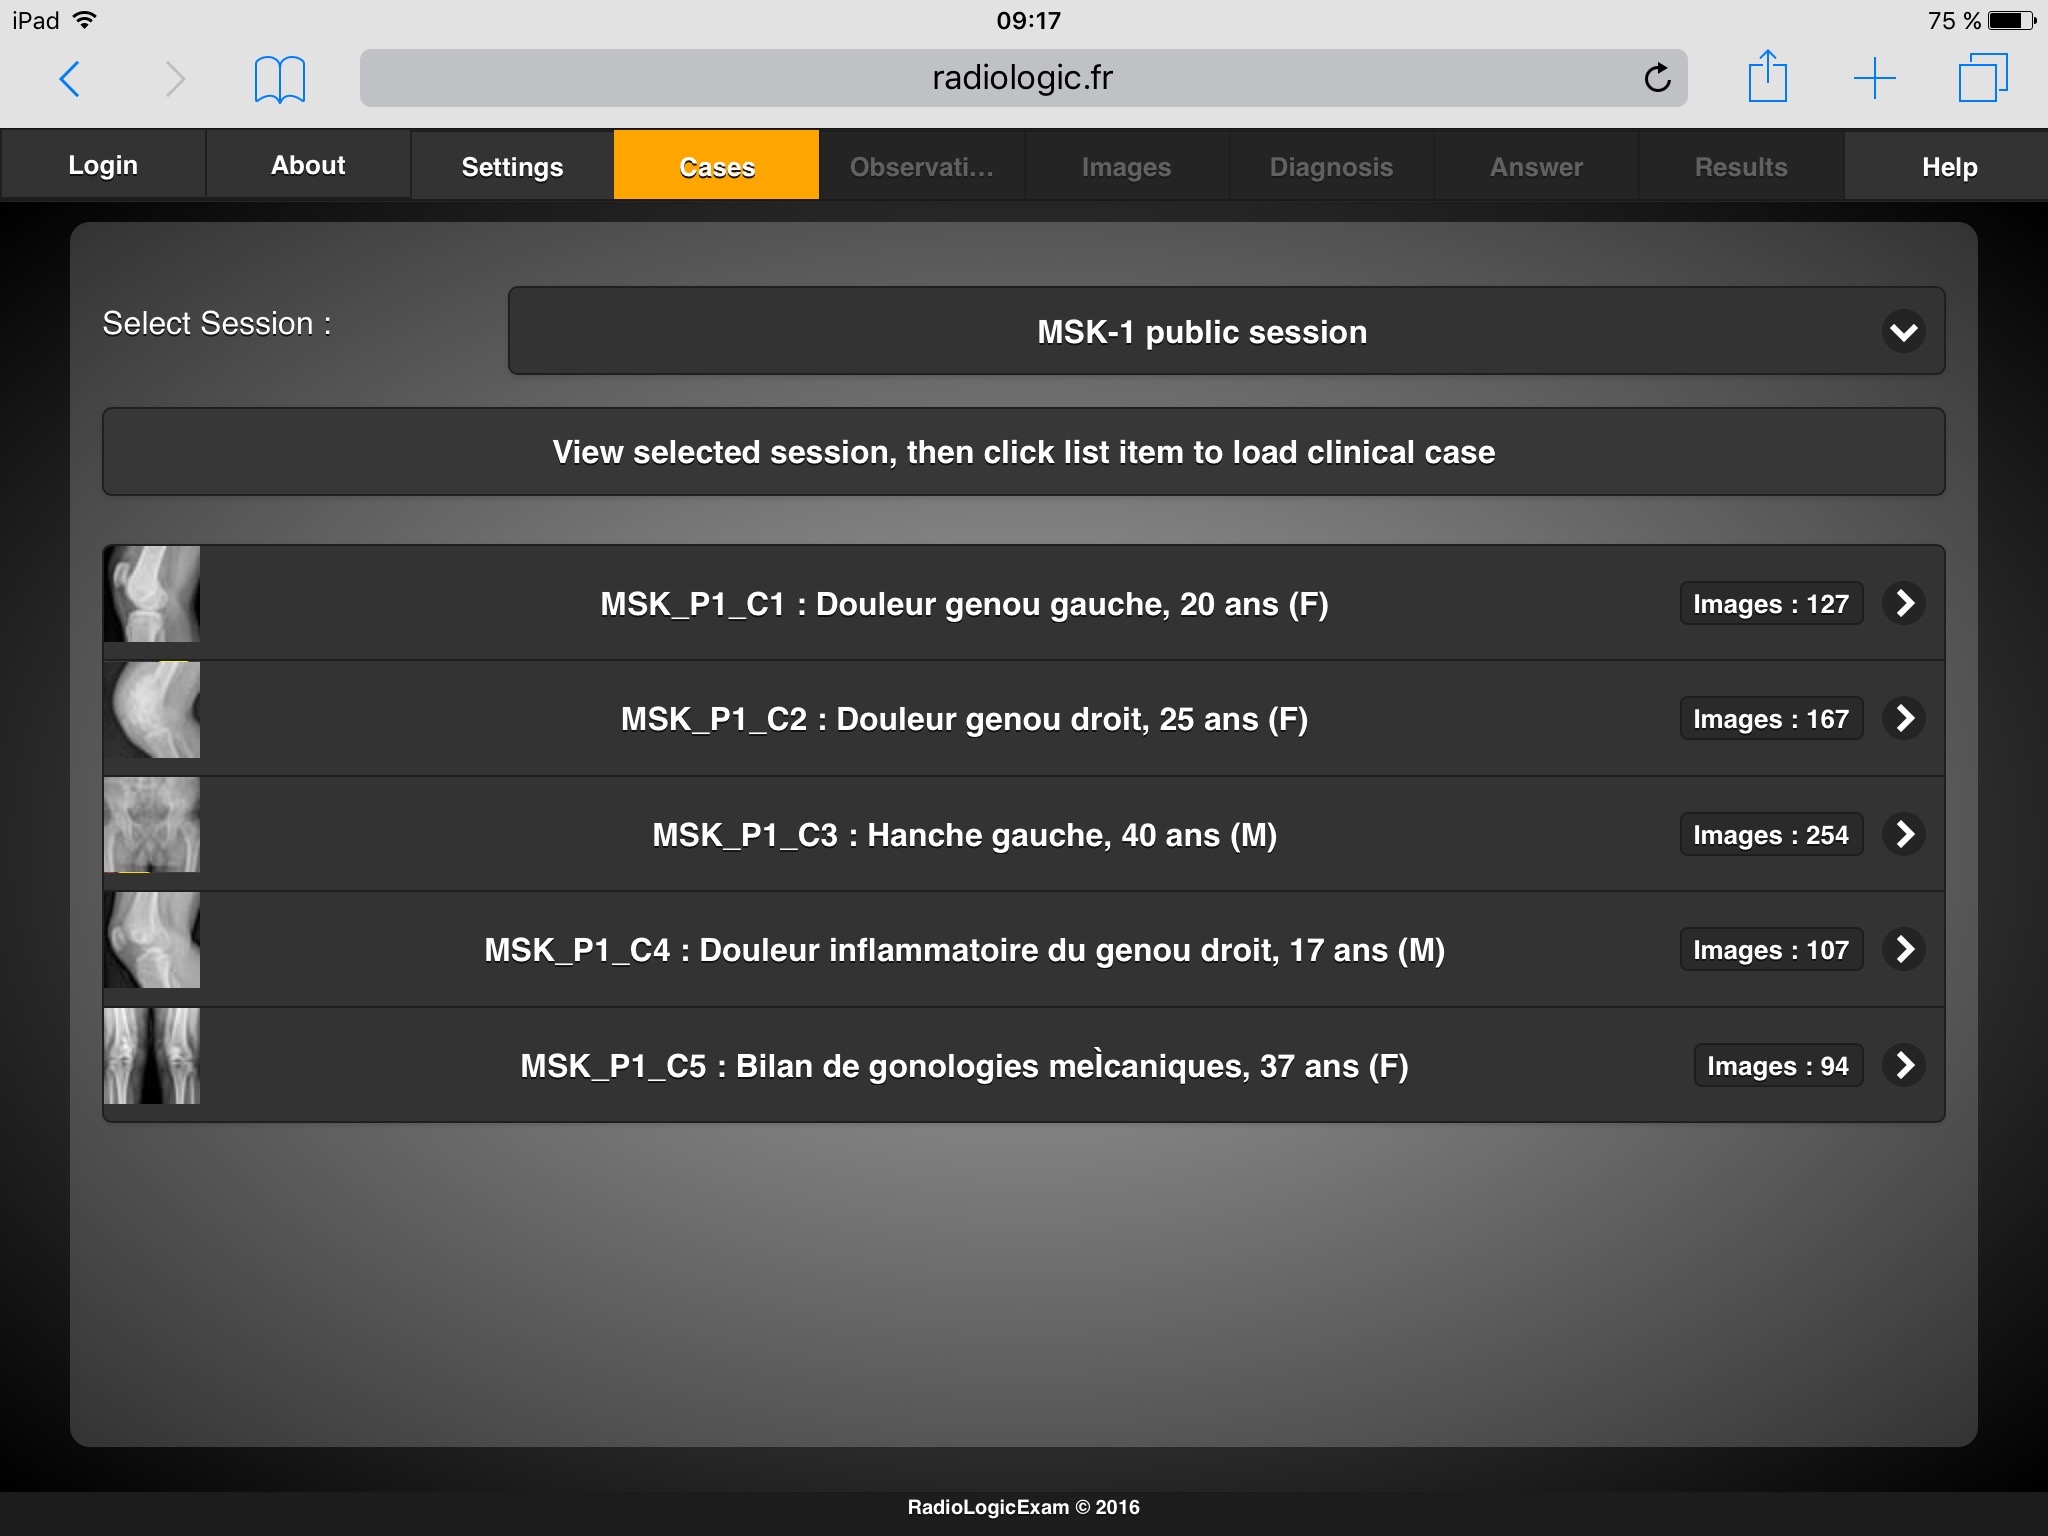 iPad 09:17 75 %
radiologic.fr
Login About Settings Cases Observati... Images Diagnosis Answer Results Help
Select Session : MSK-1 public session
View selected session, then click list item to load clinical case
MSK_P1_C1 : Douleur genou gauche, 20 ans (F) Images : 127
MSK_P1_C2 : Douleur genou droit, 25 ans (F) Images : 167
MSK_P1_C3 : Hanche gauche, 40 ans (M) Images : 254
MSK_P1_C4 : Douleur inflammatoire du genou droit, 17 ans (M) Images : 107
MSK_P1_C5 : Bilan de gonologies meÌcaniques, 37 ans (F) Images : 94
RadioLogicExam © 2016